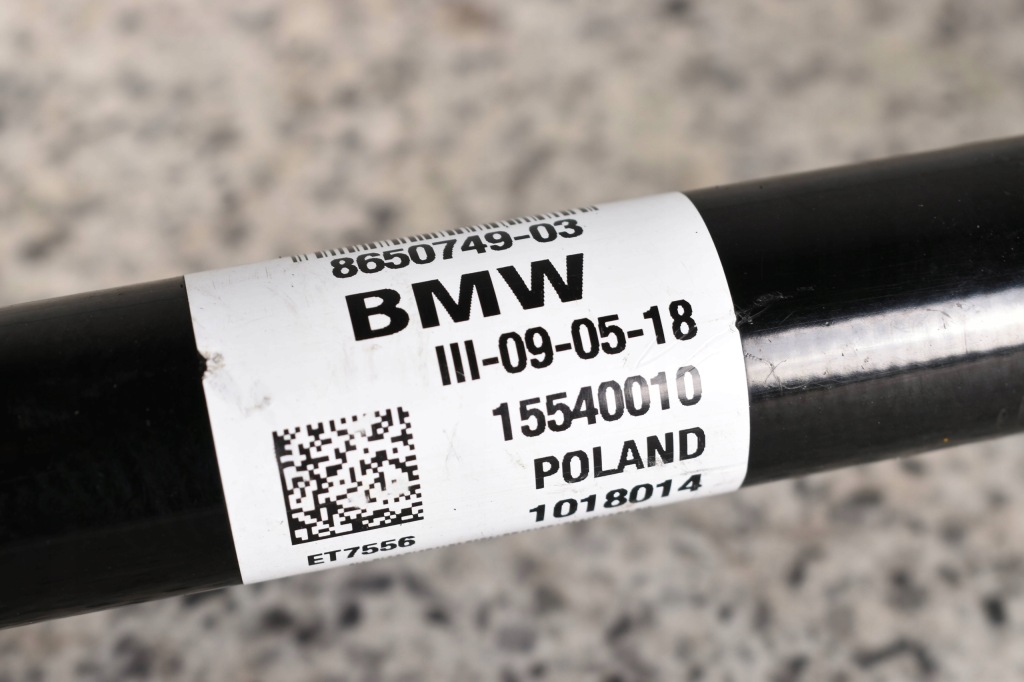 8650749-03
BMW
III-09-05-18
15540010
POLAND
1018014
ET7556